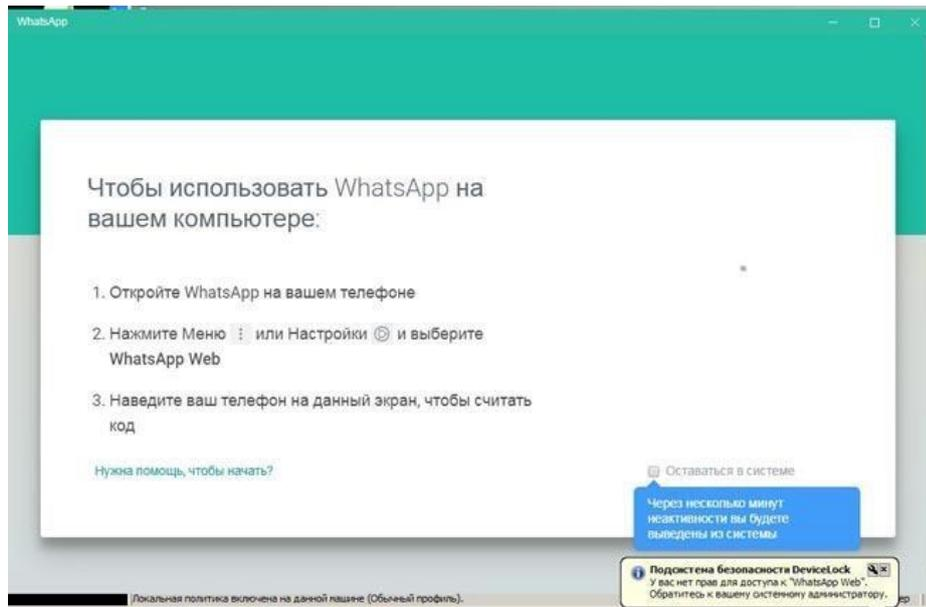 WhatsApp
Чтобы использовать WhatsApp на
вашем компьютере:
1. Откройте WhatsApp на вашем телефоне
2. Нажмите Меню или Настройки и выберите
WhatsApp Web
3. Наведите ваш телефон на данный экран, чтобы считать
код
Нужна помощь, чтобы начать?
Оставаться в системе
Через несколько минут
неактивности вы будете
выведены из системы
Подсистема безопасности DeviceLock
У вас нет прав для доступа к "WhatsApp Web".
Обратитесь к вашему системному администратору.
Локальная политика включена на данной машине (Обычный профиль).